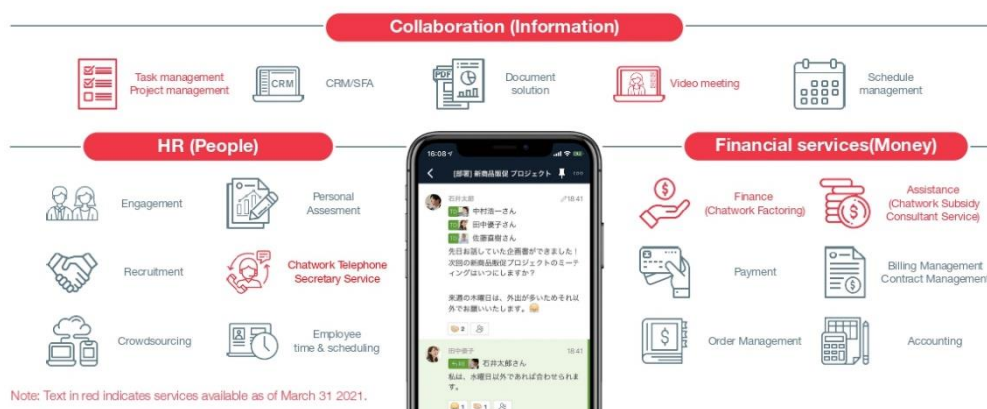 Collaboration (Information)
Task management
Project management
CRM
CRM/SFA
PDF
Document
solution
Video meeting
Schedule
management
HR (People)
Engagement
Personal
Assesment
Recruitment
Chatwork Telephone
Secretary Service
Crowdsourcing
Employee
time & scheduling
16:08
[部署] 新商品販促 プロジェクト
石井太郎
18:41
TO 中村浩一さん
TO 田中優子さん
TO 佐藤直樹さん
先日お話していた企画書ができました！
次回の新商品販促プロジェクトのミーテ
ィングはいつにしますか？
来週の木曜日は、外出が多いためそれ以
外でお願いいたします。
2
田中優子
18:41
石井太郎さん
私は、水曜日以外であれば合わせられま
す。
1
1
Financial services(Money)
Finance
(Chatwork Factoring)
Assistance
(Chatwork Subsidy
Consultant Service)
Payment
Billing Management
Contract Management
Order Management
Accounting
Note: Text in red indicates services available as of March 31 2021.